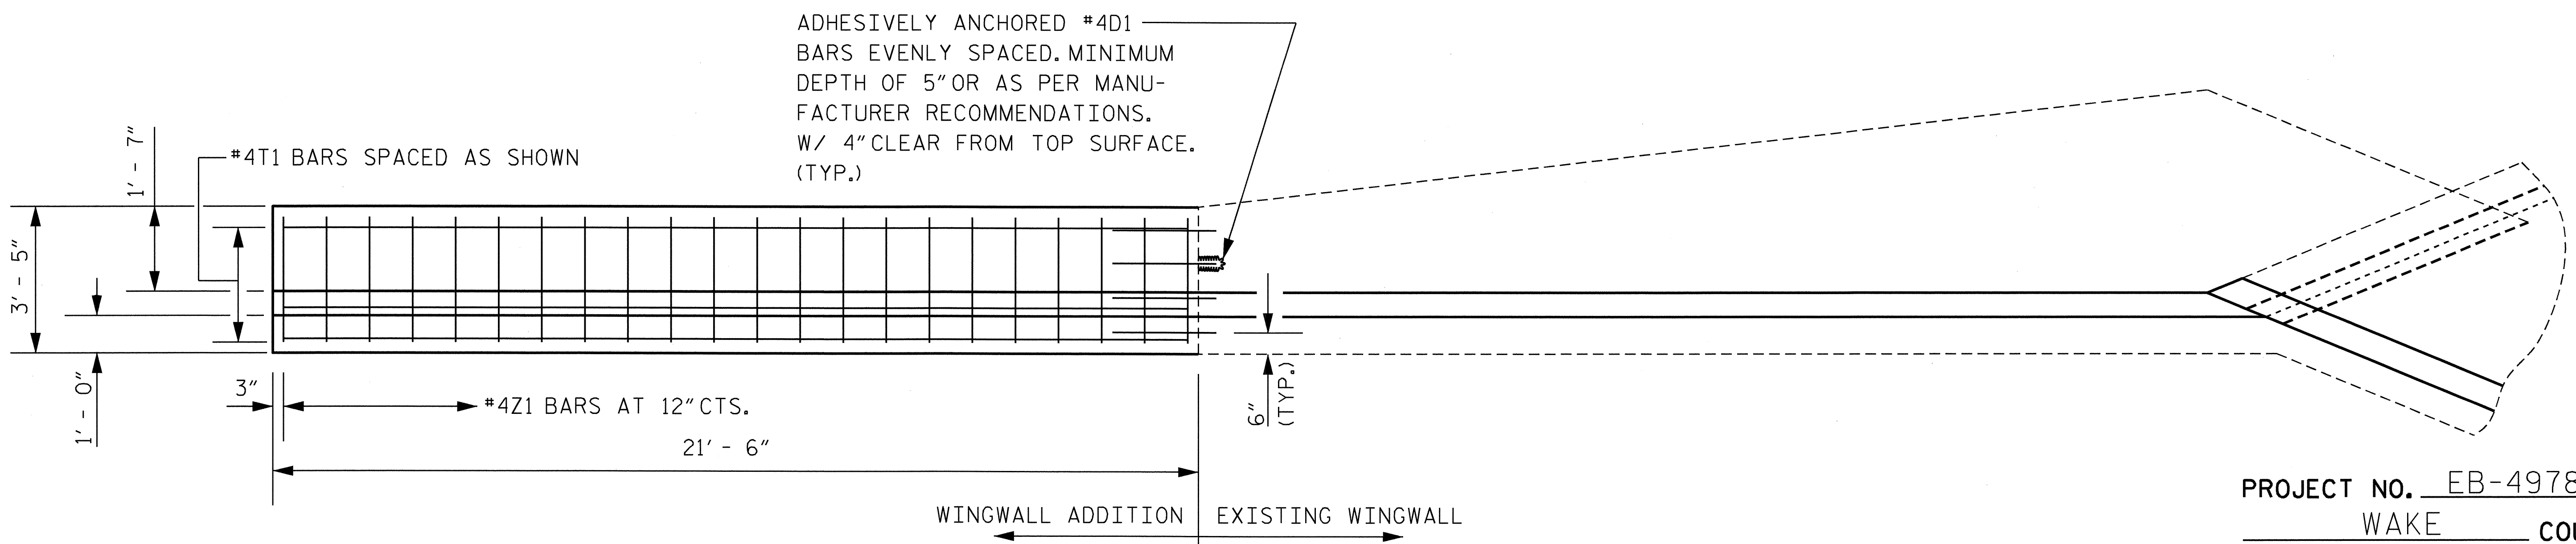 ADHESIVELY ANCHORED #4D1
BARS EVENLY SPACED. MINIMUM
DEPTH OF 5" OR AS PER MANU-
FACTURER RECOMMENDATIONS.
W/ 4" CLEAR FROM TOP SURFACE.
(TYP.)
#4T1 BARS SPACED AS SHOWN
1' - 7"
3' - 5"
1' - 0"
3"
#4Z1 BARS AT 12" CTS.
21' - 6"
6"
(TYP.)
WINGWALL ADDITION
EXISTING WINGWALL
PROJECT NO. EB-4978
WAKE